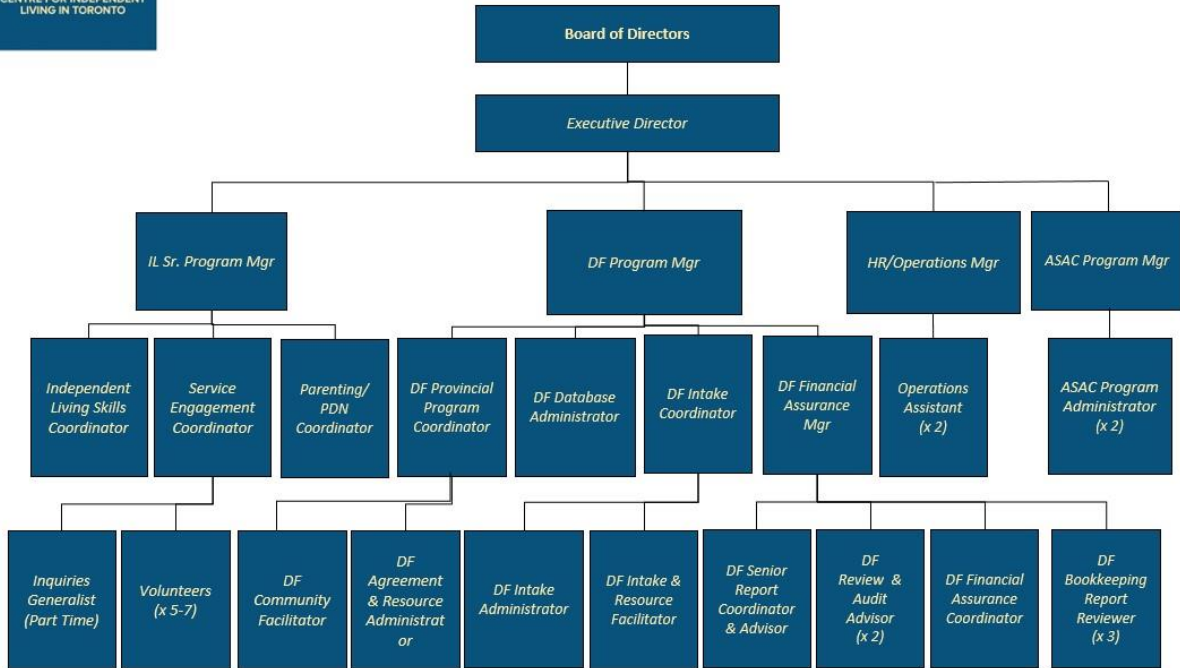 CENTRE FOR INDEPENDENT
LIVING IN TORONTO
Board of Directors
Executive Director
IL Sr. Program Mgr
DF Program Mgr
HR/Operations Mgr
ASAC Program Mgr
Independent
Living Skills
Coordinator
Service
Engagement
Coordinator
Parenting/
PDN
Coordinator
DF Provincial
Program
Coordinator
DF Database
Administrator
DF Intake
Coordinator
DF Financial
Assurance
Mgr
Operations
Assistant
(x 2)
ASAC Program
Administrator
(x 2)
Inquiries
Generalist
(Part Time)
Volunteers
(x 5-7)
DF
Community
Facilitator
DF
Agreement
& Resource
Administrat
or
DF Intake
Administrator
DF Intake &
Resource
Facilitator
DF Senior
Report
Coordinator
& Advisor
DF
Review &
Audit
Advisor
(x 2)
DF Financial
Assurance
Coordinator
DF
Bookkeeping
Report
Reviewer
(x 3)